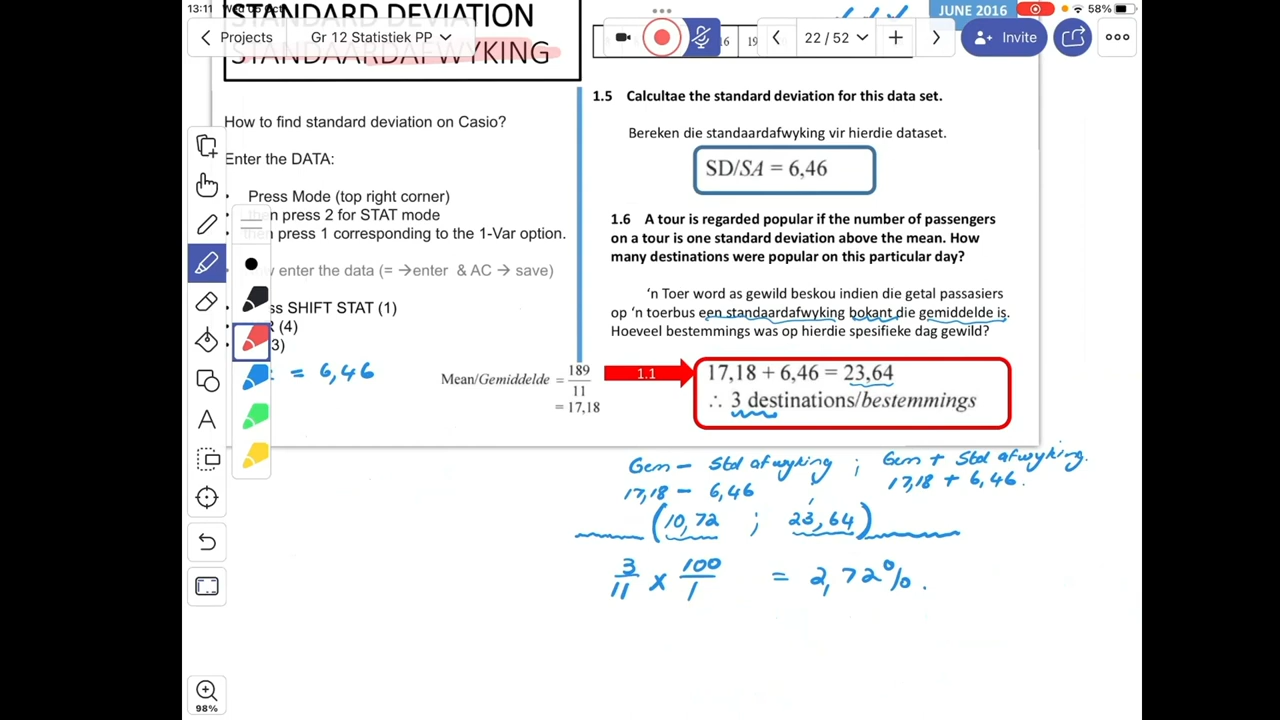 13:11 Wed 05 Oct
JUNE 2016
58%
STANDARD DEVIATION
STANDAARDAFWYKING
Projects
Gr 12 Statistiek PP
22 / 52
Invite
16 19
1.5 Calcultae the standard deviation for this data set.
Bereken die standaardafwyking vir hierdie dataset.
SD/SA = 6,46
How to find standard deviation on Casio?
Enter the DATA:
• Press Mode (top right corner)
then press 2 for STAT mode
then press 1 corresponding to the 1-Var option.
enter the data (= →enter & AC → save)
SHIFT STAT (1)
(4)
3)
= 6,46
1.6 A tour is regarded popular if the number of passengers
on a tour is one standard deviation above the mean. How
many destinations were popular on this particular day?
‘n Toer word as gewild beskou indien die getal passasiers
op ‘n toerbus een standaardafwyking bokant die gemiddelde is.
Hoeveel bestemmings was op hierdie spesifieke dag gewild?
Mean/Gemiddelde = 189/11
= 17,18
1.1
17,18 + 6,46 = 23,64
∴ 3 destinations/bestemmings
Gem - Std afwyking ; Gem + Std afwyking.
17,18 - 6,46 17,18 + 6,46.
(10,72 ; 23,64)
3/11 x 100/1 = 2,72%.
A
98%